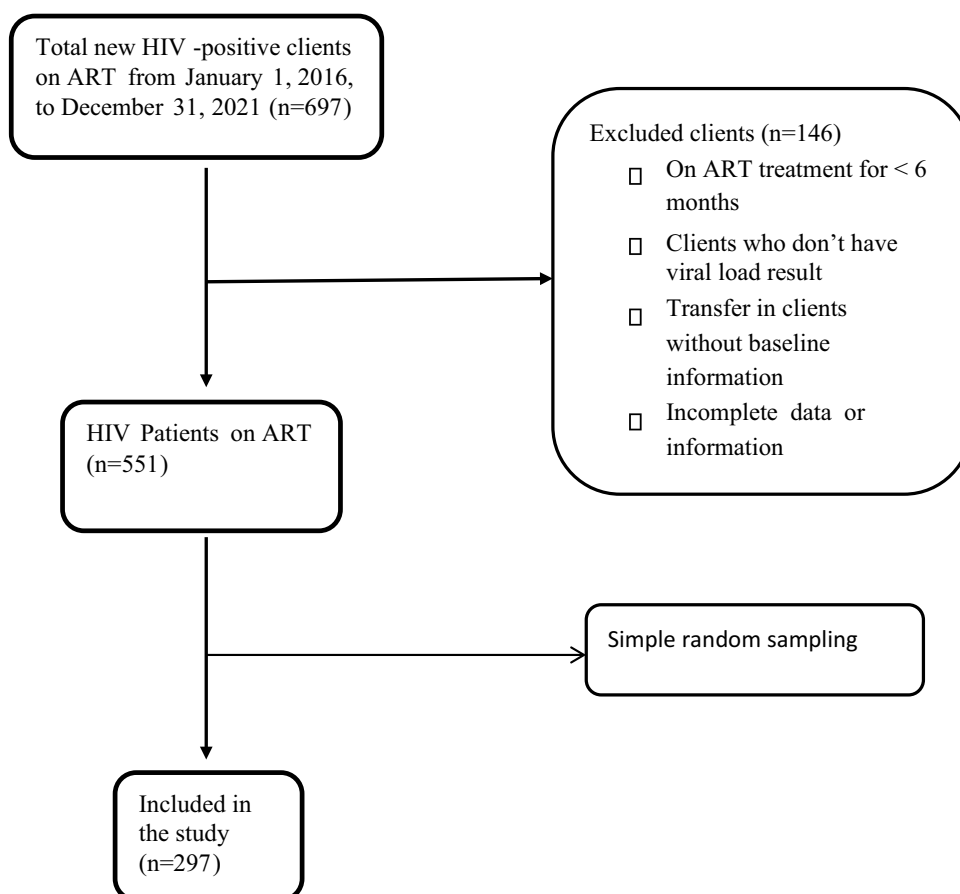 Total new HIV -positive clients
on ART from January 1, 2016,
to December 31, 2021 (n=697)
Excluded clients (n=146)
On ART treatment for < 6
months
Clients who don’t have
viral load result
Transfer in clients
without baseline
information
Incomplete data or
information
HIV Patients on ART
(n=551)
Simple random sampling
Included in
the study
(n=297)